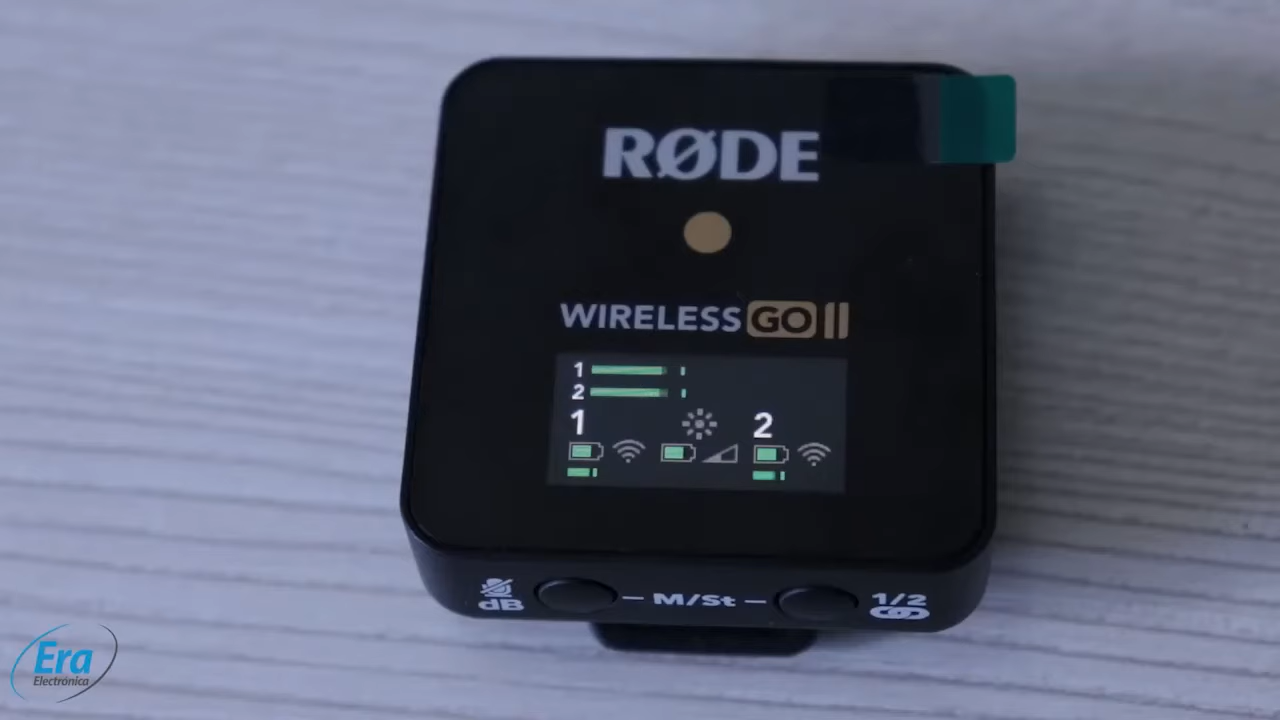 RØDE
WIRELESS GO II
1
2
1 2
dB — M/St — 1/2
Era
Electrónica